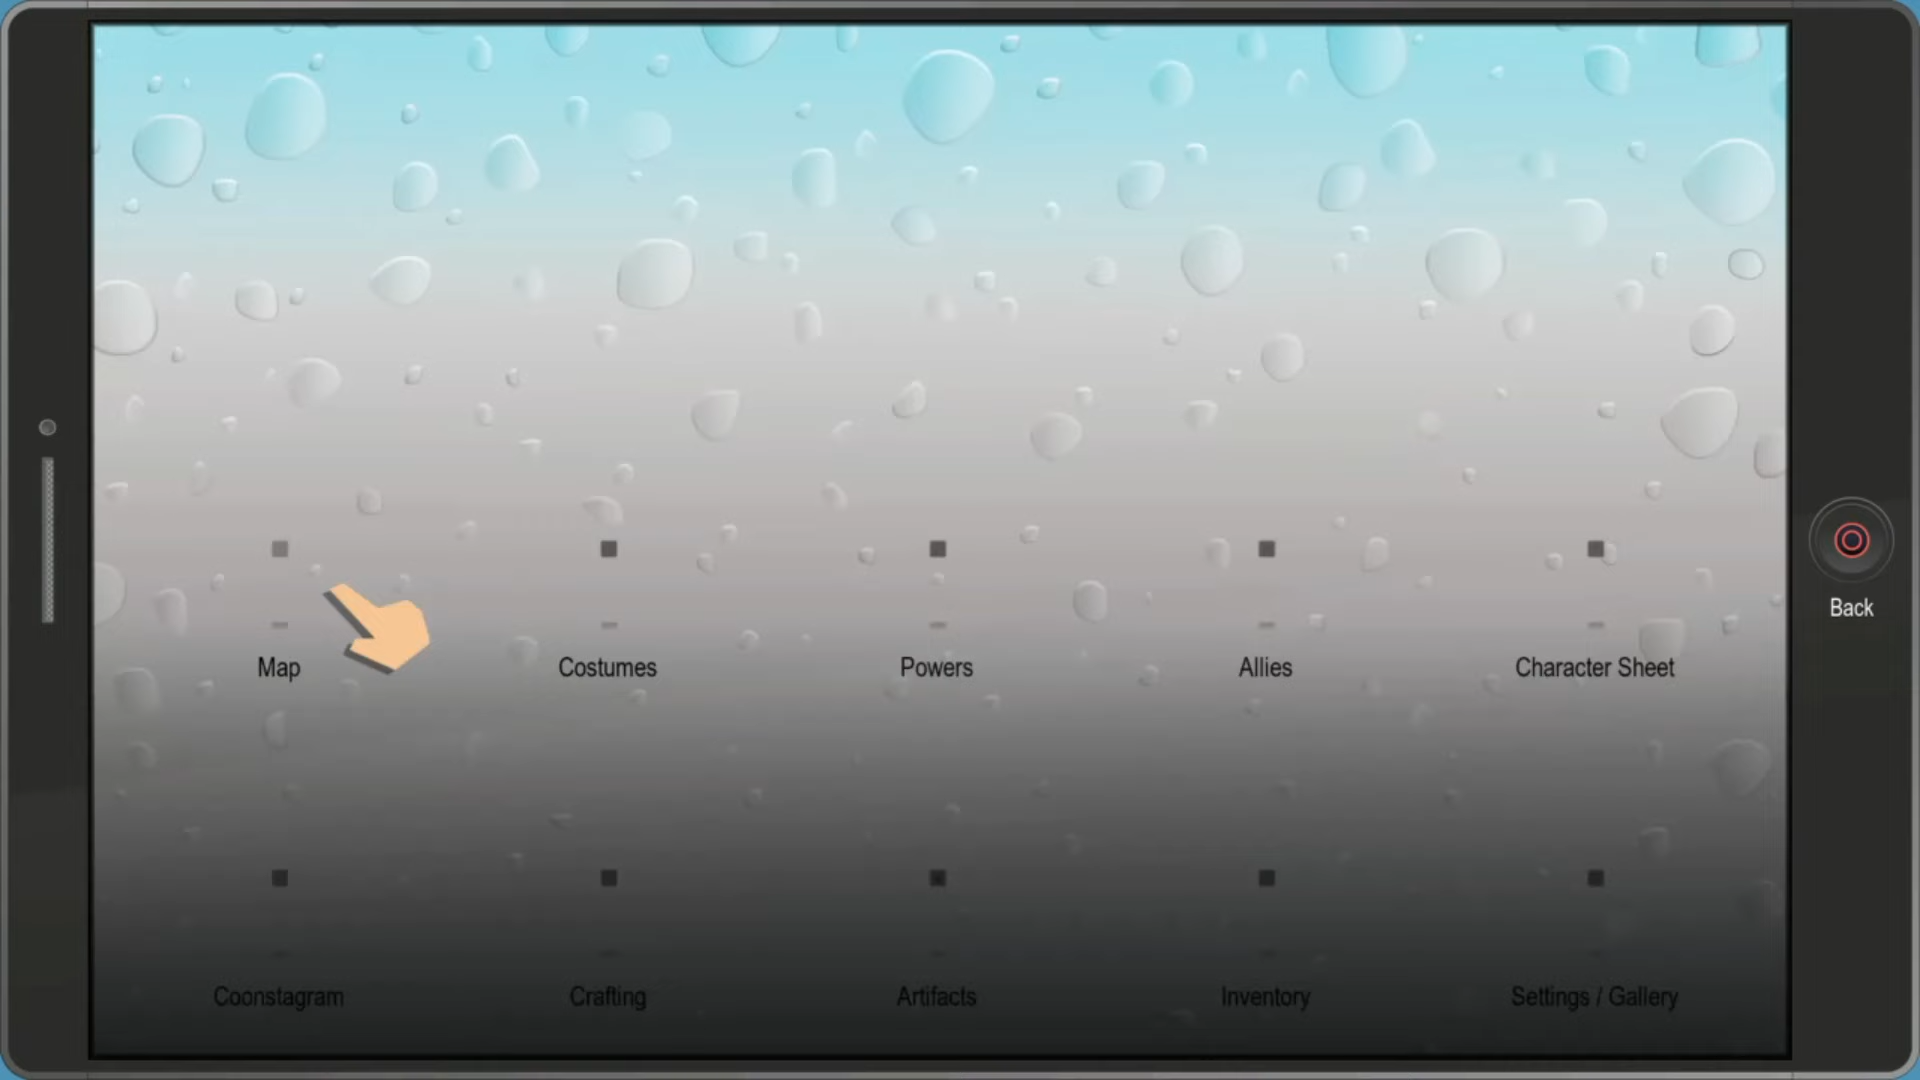 Back
Map
Costumes
Powers
Allies
Character Sheet
Coonstagram
Crafting
Artifacts
Inventory
Settings / Gallery